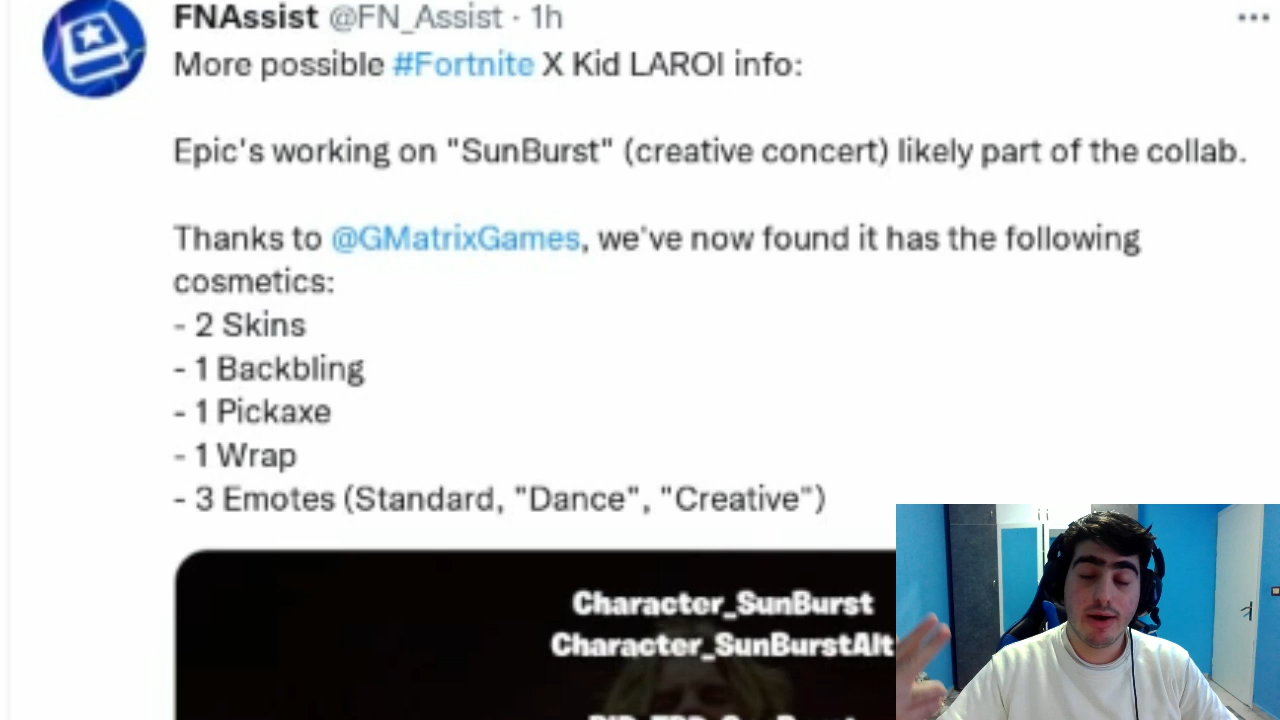 FNAssist @FN_Assist · 1h
More possible #Fortnite X Kid LAROI info:
Epic's working on "SunBurst" (creative concert) likely part of the collab.
Thanks to @GMatrixGames, we've now found it has the following
cosmetics:
- 2 Skins
- 1 Backbling
- 1 Pickaxe
- 1 Wrap
- 3 Emotes (Standard, "Dance", "Creative")
Character_SunBurst
Character_SunBurstAlt